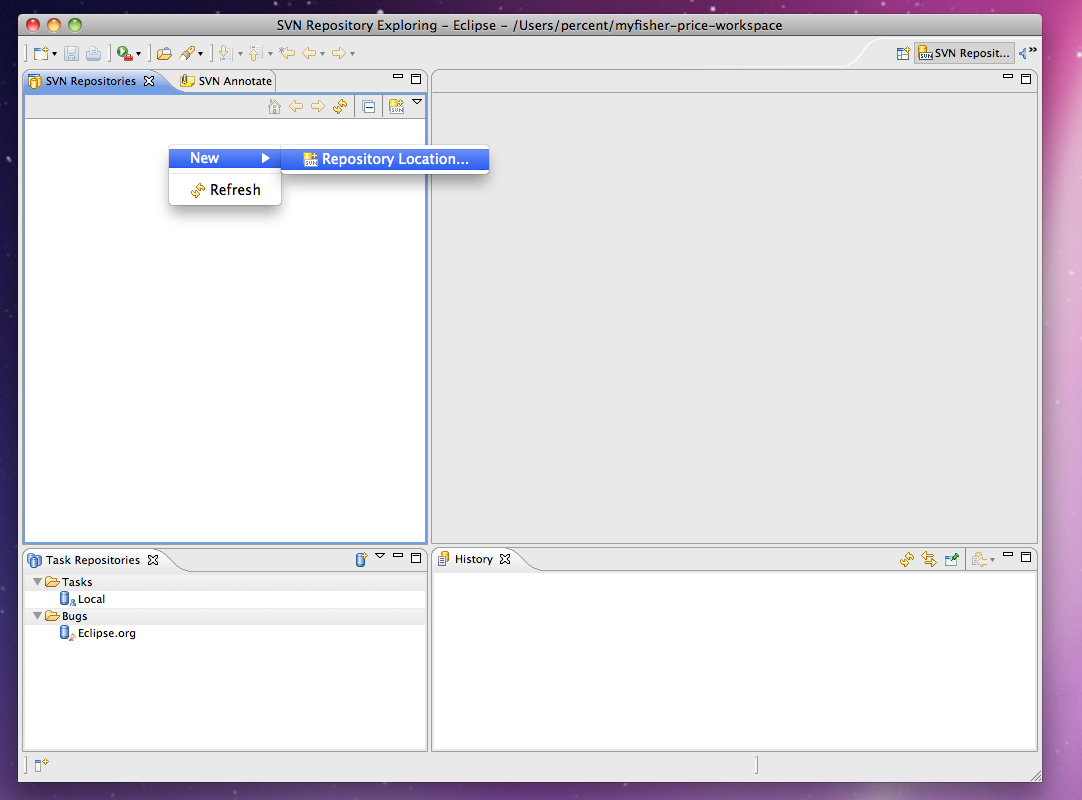 SVN Repository Exploring – Eclipse – /Users/percent/myfisher-price-workspace
SVN Reposit...
SVN Repositories
SVN Annotate
New
Repository Location...
Refresh
Task Repositories
Tasks
Local
Bugs
Eclipse.org
History